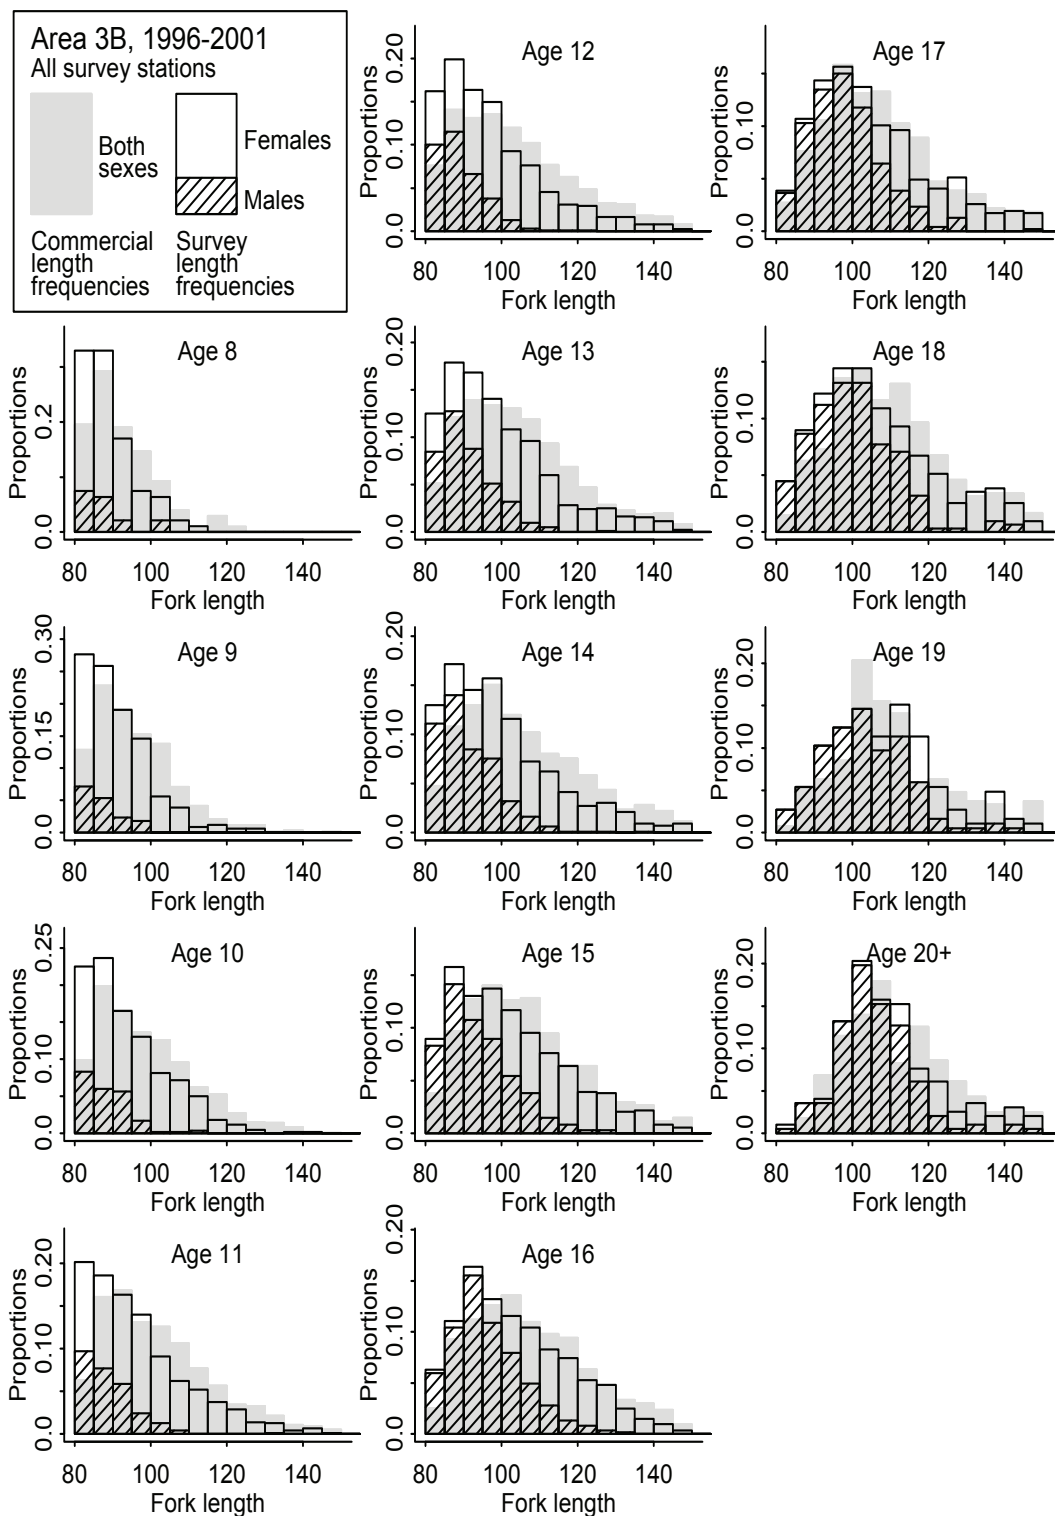 Area 3B, 1996-2001
All survey stations
Both
sexes
Females
Males
Commercial
length
frequencies
Survey
length
frequencies
Age 12
Proportions
0.0 0.10 0.20
80 100 120 140
Fork length
Age 17
Proportions
0.0 0.10
80 100 120 140
Fork length
Age 8
Proportions
0.0 0.2
80 100 120 140
Fork length
Age 13
Proportions
0.0 0.10 0.20
80 100 120 140
Fork length
Age 18
Proportions
0.0 0.10
80 100 120 140
Fork length
Age 9
Proportions
0.0 0.15 0.30
80 100 120 140
Fork length
Age 14
Proportions
0.0 0.10 0.20
80 100 120 140
Fork length
Age 19
Proportions
0.0 0.10 0.20
80 100 120 140
Fork length
Age 10
Proportions
0.0 0.10 0.25
80 100 120 140
Fork length
Age 15
Proportions
0.0 0.10
80 100 120 140
Fork length
Age 20+
Proportions
0.0 0.10 0.20
80 100 120 140
Fork length
Age 11
Proportions
0.0 0.10 0.20
80 100 120 140
Fork length
Age 16
Proportions
0.0 0.10 0.20
80 100 120 140
Fork length